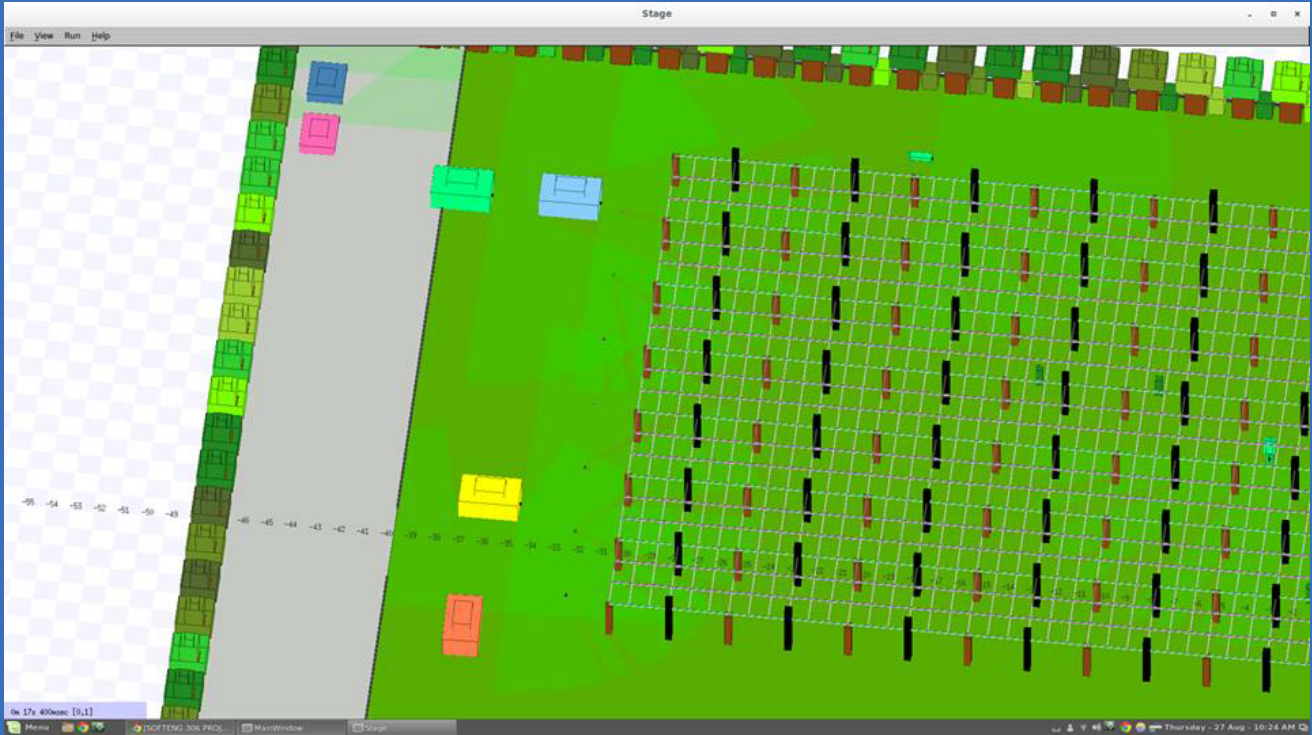 Stage
File View Run Help
-55 -54 -53 -52 -51 -50 -49 -46 -45 -44 -43 -42 -41 -40 -39 -38 -37 -36 -35 -34 -33 -32 -31
0m 17s 400msec [0,1]
Menu [SOFTENG 306 PROJ... MainWindow Stage Thursday - 27 Aug - 10:24 AM